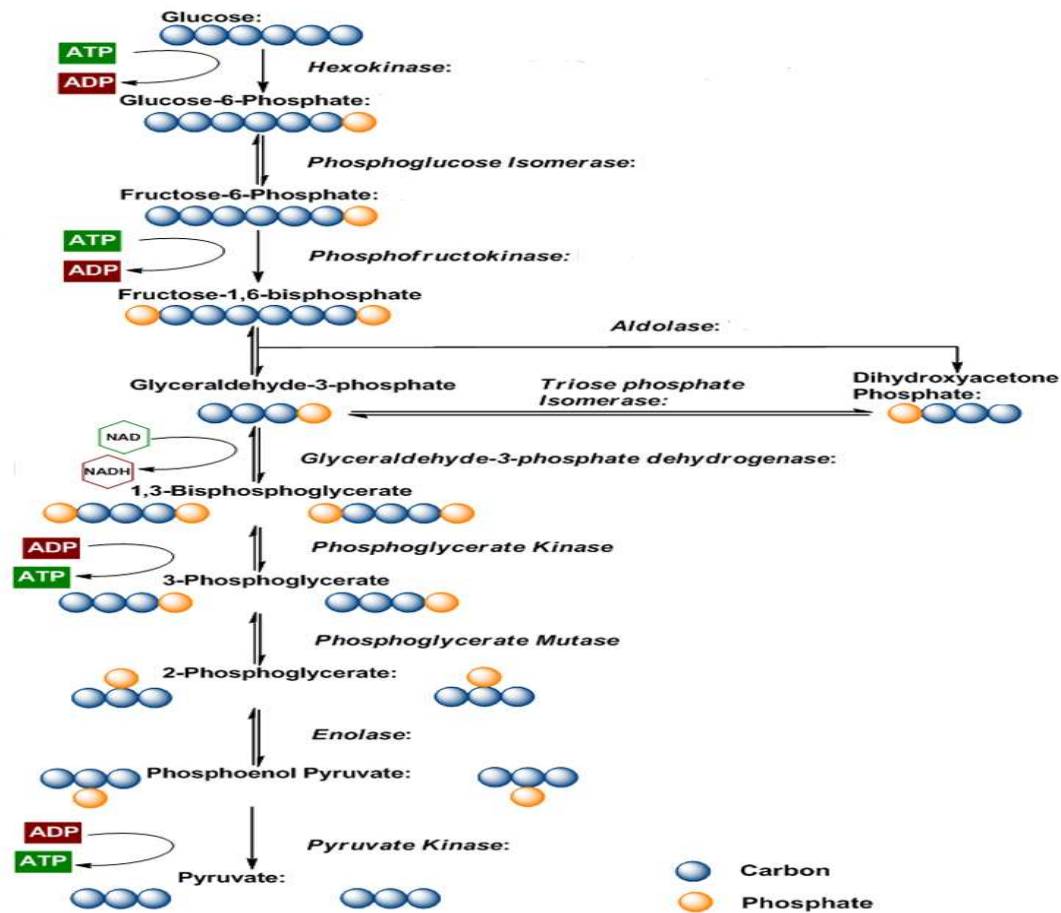 Glucose:
ATP
Hexokinase:
ADP
Glucose-6-Phosphate:
Phosphoglucose Isomerase:
Fructose-6-Phosphate:
ATP
Phosphofructokinase:
ADP
Fructose-1,6-bisphosphate
Aldolase:
Glyceraldehyde-3-phosphate
Triose phosphate
Isomerase:
Dihydroxyacetone
Phosphate:
NAD
Glyceraldehyde-3-phosphate dehydrogenase:
NADH
1,3-Bisphosphoglycerate
ADP
Phosphoglycerate Kinase
ATP
3-Phosphoglycerate
Phosphoglycerate Mutase
2-Phosphoglycerate:
Enolase:
Phosphoenol Pyruvate:
ADP
Pyruvate Kinase:
ATP
Pyruvate:
Carbon
Phosphate